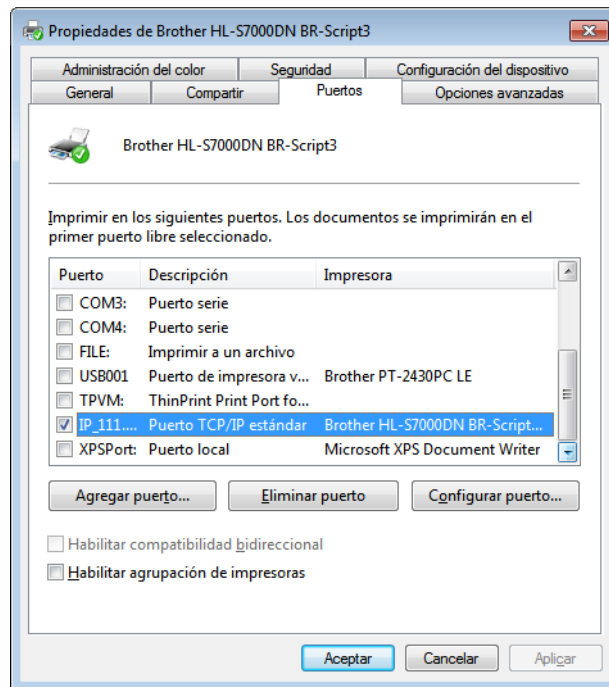 Propiedades de Brother HL-S7000DN BR-Script3
Administración del color Seguridad Configuración del dispositivo
General Compartir Puertos Opciones avanzadas
Brother HL-S7000DN BR-Script3
Imprimir en los siguientes puertos. Los documentos se imprimirán en el
primer puerto libre seleccionado.
Puerto Descripción Impresora
COM3: Puerto serie
COM4: Puerto serie
FILE: Imprimir a un archivo
USB001 Puerto de impresora v... Brother PT-2430PC LE
TPVM: ThinPrint Print Port fo...
IP_111.... Puerto TCP/IP estándar Brother HL-S7000DN BR-Script...
XPSPort: Puerto local Microsoft XPS Document Writer
Agregar puerto... Eliminar puerto Configurar puerto...
Habilitar compatibilidad bidireccional
Habilitar agrupación de impresoras
Aceptar Cancelar Aplicar